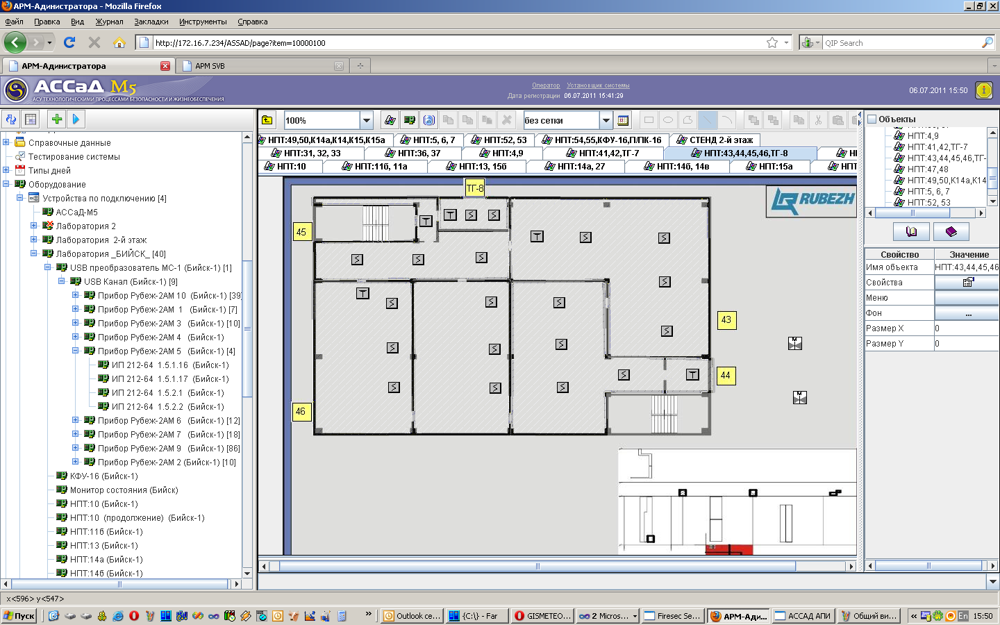 АРМ-Администратора - Mozilla Firefox
Файл Правка Вид Журнал Закладки Инструменты Справка
http://172.16.7.234/ASSAD/page?item=10000100
QIP Search
АРМ-Администратора
АРМ SVB
АССаД М5
АСУ ТЕХНОЛОГИЧЕСКИМИ ПРОЦЕССАМИ БЕЗОПАСНОСТИ И ЖИЗНЕОБЕСПЕЧЕНИЯ
Оператор Установщик системы
Дата регистрации 06.07.2011 15:41:29
06.07.2011 15:50
100%
без сетки
НПТ:49,50,К14а,К14,К15,К15а
НПТ:5, 6, 7
НПТ:52, 53
НПТ:54,55,КФУ-16,П/ПК-16
СТЕНД 2-й этаж
НПТ:31, 32, 33
НПТ:36, 37
НПТ:4,9
НПТ:41,42,ТГ-7
НПТ:43,44,45,46,ТГ-8
НПТ:10
НПТ:11б, 11а
НПТ:13, 15б
НПТ:14а, 27
НПТ:14б, 14в
НПТ:15а
НПТ
Справочные данные
Тестирование системы
Типы дней
Оборудование
Устройства по подключению [4]
АССаД-М5
Лаборатория 2
Лаборатория 2-й этаж
Лаборатория _БИЙСК_ [40]
USB преобразователь МС-1 (Бийск-1) [1]
USB Канал (Бийск-1) [9]
Прибор Рубеж-2АМ 10 (Бийск-1) [39]
Прибор Рубеж-2АМ 1 (Бийск-1) [7]
Прибор Рубеж-2АМ 3 (Бийск-1) [10]
Прибор Рубеж-2АМ 4 (Бийск-1)
Прибор Рубеж-2АМ 5 (Бийск-1) [4]
ИП 212-64 1.5.1.16 (Бийск-1)
ИП 212-64 1.5.1.17 (Бийск-1)
ИП 212-64 1.5.2.1 (Бийск-1)
ИП 212-64 1.5.2.2 (Бийск-1)
Прибор Рубеж-2АМ 6 (Бийск-1) [12]
Прибор Рубеж-2АМ 7 (Бийск-1) [18]
Прибор Рубеж-2АМ 9 (Бийск-1) [86]
Прибор Рубеж-2АМ 2 (Бийск-1) [10]
КФУ-16 (Бийск-1)
Монитор состояния (Бийск)
НПТ:10 (Бийск-1)
НПТ:10 (продолжение) (Бийск-1)
НПТ:11б (Бийск-1)
НПТ:13 (Бийск-1)
НПТ:14а (Бийск-1)
НПТ:14б (Бийск-1)
ТГ-8
RUBEZH
45
43
44
46
M
M
Объекты
НПТ:4,9
НПТ:41,42,ТГ-7
НПТ:43,44,45,46,ТГ-
НПТ:47,48
НПТ:49,50,К14а,К14
НПТ:5, 6, 7
НПТ:52, 53
Свойство Значение
Имя объекта НПТ:43,44,45,46
Свойства
Меню
Фон ...
Размер X 0
Размер Y 0
x<596> y<547>
Пуск
Outlook се...
{C:\} - Far
GISMETEO...
2 Micros...
Firesec Se...
АРМ-Ади...
АССАД АПИ
Общий ви...
En
15:50